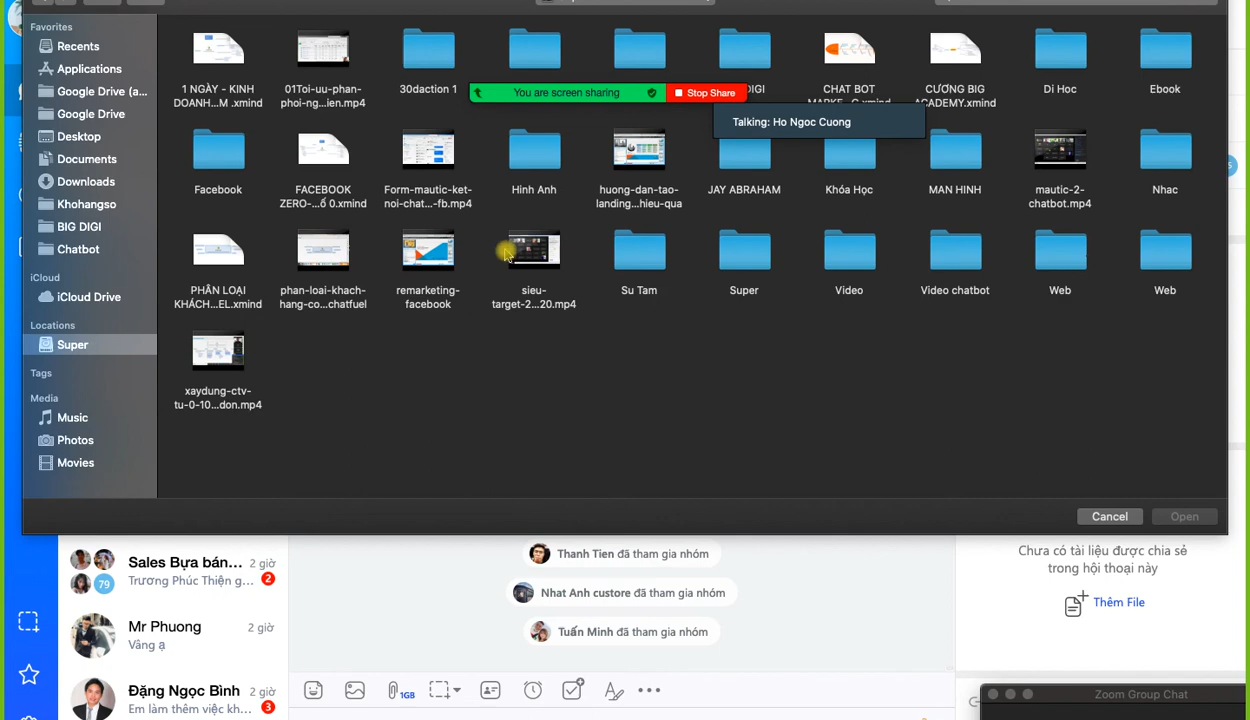 Favorites
Recents
Applications
Google Drive (a...
Google Drive
Desktop
Documents
Downloads
Khohangso
BIG DIGI
Chatbot
iCloud
iCloud Drive
Locations
Super
Tags
Media
Music
Photos
Movies
1 NGÀY - KINH
DOANH...M .xmind
01Toi-uu-phan-
phoi-ng...ien.mp4
30daction 1
DIGI
CHAT BOT
MARKE...G.xmind
CƯƠNG BIG
ACADEMY.xmind
Di Hoc
Ebook
You are screen sharing
Stop Share
Talking: Ho Ngoc Cuong
Facebook
FACEBOOK
ZERO-...ố 0.xmind
Form-mautic-ket-
noi-chat...-fb.mp4
Hinh Anh
huong-dan-tao-
landing...hieu-qua
JAY ABRAHAM
Khóa Học
MAN HINH
mautic-2-
chatbot.mp4
Nhac
PHÂN LOẠI
KHÁCH...EL.xmind
phan-loai-khach-
hang-co...chatfuel
remarketing-
facebook
sieu-
target-2...20.mp4
Su Tam
Super
Video
Video chatbot
Web
Web
xaydung-ctv-
tu-0-10...don.mp4
Cancel
Open
Sales Bựa bán...
2 giờ
79
Trương Phúc Thiện g...
2
Mr Phuong
2 giờ
Vâng ạ
Đặng Ngọc Bình
2 giờ
Em làm thêm việc kh...
3
Thanh Tien đã tham gia nhóm
Nhat Anh custore đã tham gia nhóm
Tuấn Minh đã tham gia nhóm
1GB
Chưa có tài liệu được chia sẻ
trong hội thoại này
Thêm File
Zoom Group Chat